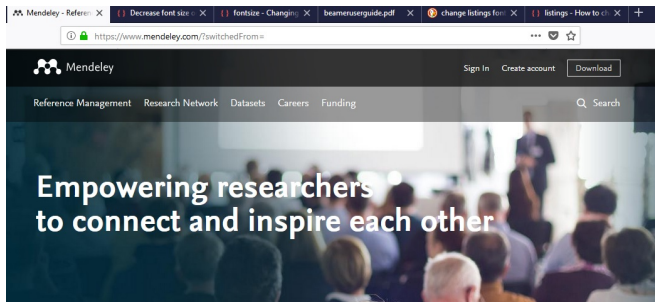 Mendeley - Referen
Decrease font size o
fontsize - Changing
beameruserguide.pdf
change listings font
listings - How to ch
https://www.mendeley.com/?switchedFrom=
Mendeley
Sign In Create account Download
Reference Management Research Network Datasets Careers Funding Search
Empowering researchers
to connect and inspire each other